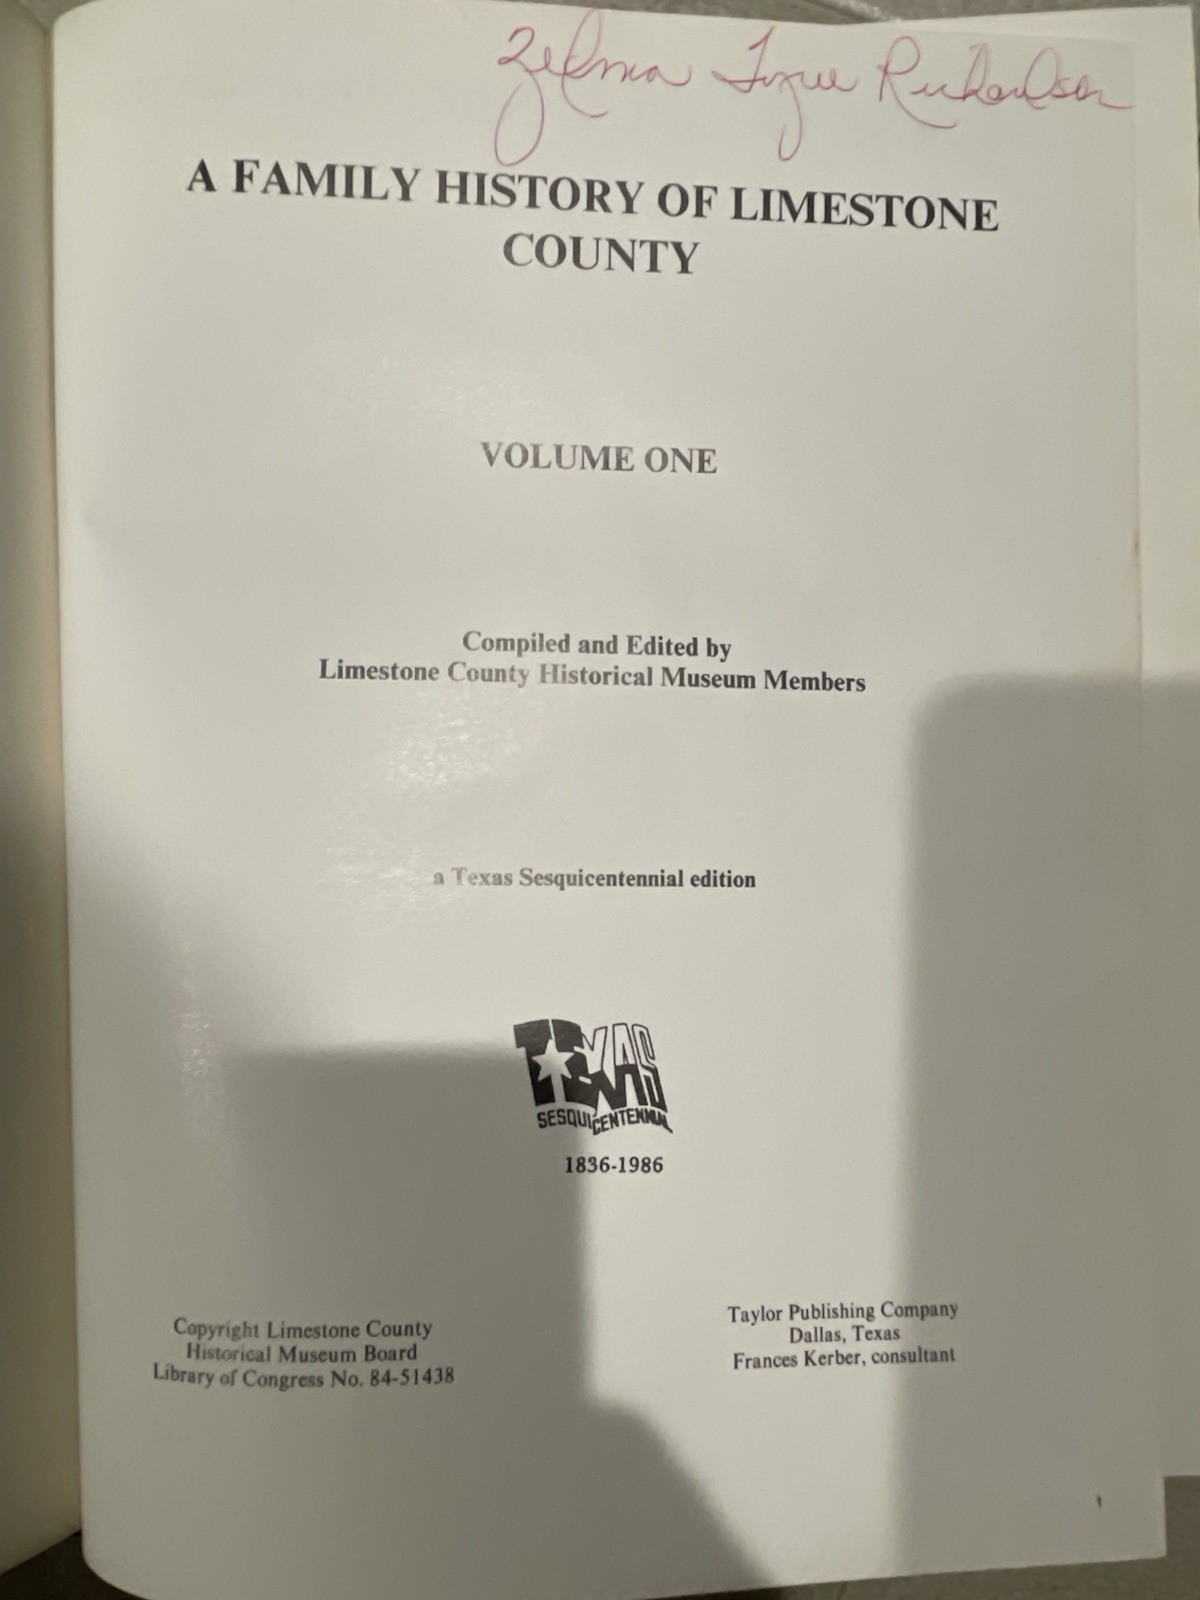 Zelma Tyrue Richardson
A FAMILY HISTORY OF LIMESTONE
COUNTY
VOLUME ONE
Compiled and Edited by
Limestone County Historical Museum Members
a Texas Sesquicentennial edition
TEXAS
SESQUICENTENNIAL
1836-1986
Copyright Limestone County
Historical Museum Board
Library of Congress No. 84-51438
Taylor Publishing Company
Dallas, Texas
Frances Kerber, consultant